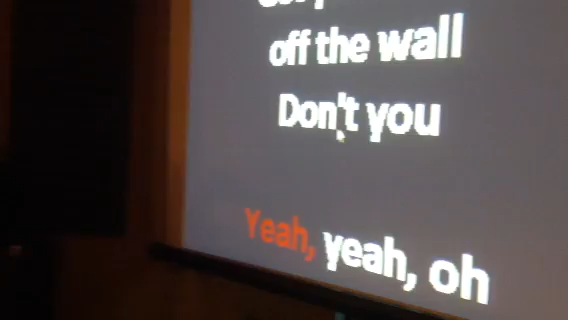 off the wall
Don't you
Yeah, yeah, oh